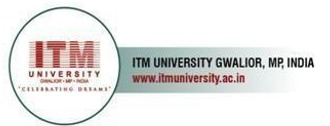 ITM
UNIVERSITY
GWALIOR • MP • INDIA
"CELEBRATING DREAMS"
ITM UNIVERSITY GWALIOR, MP, INDIA
www.itmuniversity.ac.in